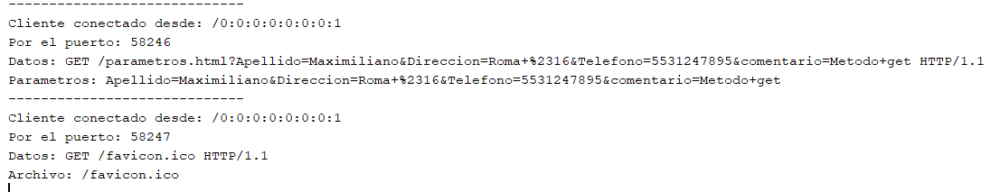 -----------------------------
Cliente conectado desde: /0:0:0:0:0:0:0:1
Por el puerto: 58246
Datos: GET /parametros.html?Apellido=Maximiliano&Direccion=Roma+%2316&Telefono=5531247895&comentario=Metodo+get HTTP/1.1
Parametros: Apellido=Maximiliano&Direccion=Roma+%2316&Telefono=5531247895&comentario=Metodo+get
-----------------------------
Cliente conectado desde: /0:0:0:0:0:0:0:1
Por el puerto: 58247
Datos: GET /favicon.ico HTTP/1.1
Archivo: /favicon.ico